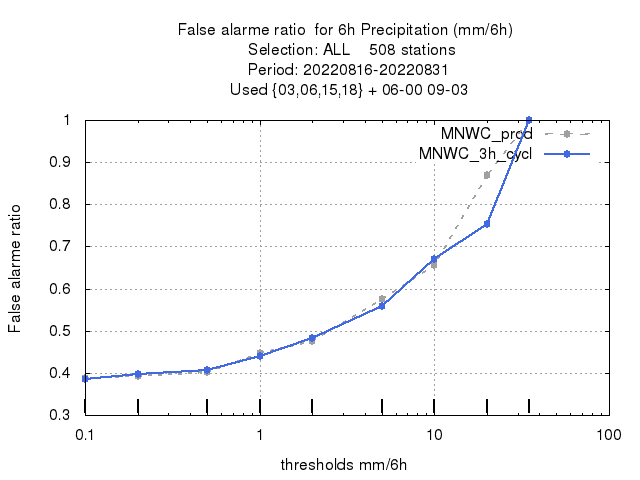 False alarme ratio  for 6h Precipitation (mm/6h)
Selection: ALL    508 stations
Period: 20220816-20220831
Used {03,06,15,18} + 06-00 09-03
MNWC_prod
MNWC_3h_cycl
False alarme ratio
1
0.9
0.8
0.7
0.6
0.5
0.4
0.3
0.1
1
10
100
thresholds mm/6h